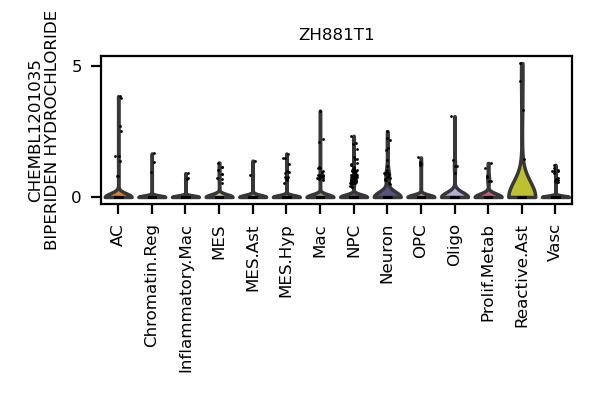 ZH881T1
CHEMBL1201035
BIPERIDEN HYDROCHLORIDE
5
0
AC
Chromatin.Reg
Inflammatory.Mac
MES
MES.Ast
MES.Hyp
Mac
NPC
Neuron
OPC
Oligo
Prolif.Metab
Reactive.Ast
Vasc